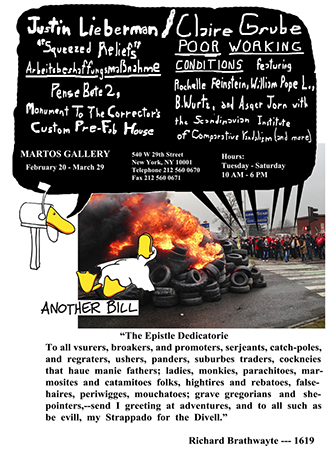 Justin Lieberman/
"Squeezed Reliefs"
Arbeitsbeschaffungsmaßnahme
Pense Bete 2,
Monument To The Corrector's
Custom Pre-Fab House
Claire Grube
POOR WORKING
CONDITIONS Featuring
Rochelle Feinstein, William Pope L.,
B.Wurtz, and Asger Jorn with
the Scandinavian Institute
of Comparative Vandalism (and more)
MARTOS GALLERY
February 20 - March 29
540 W 29th Street
New York, NY 10001
Telephone 212 560 0670
Fax 212 560 0671
Hours:
Tuesday - Saturday
10 AM - 6 PM
ANOTHER BILL
"The Epistle Dedicatorie
To all vsurers, broakers, and promoters, serjeants, catch-poles,
and regraters, ushers, panders, suburbes traders, cockneies
that haue manie fathers; ladies, monkies, parachitoes, mar-
mosites and catamitoes folks, hightires and rebatoes, false-
haires, periwigges, mouchatoes; grave gregorians and she-
pointers,--send I greeting at adventures, and to all such as
be evill, my Strappado for the Divell."
Richard Brathwayte --- 1619